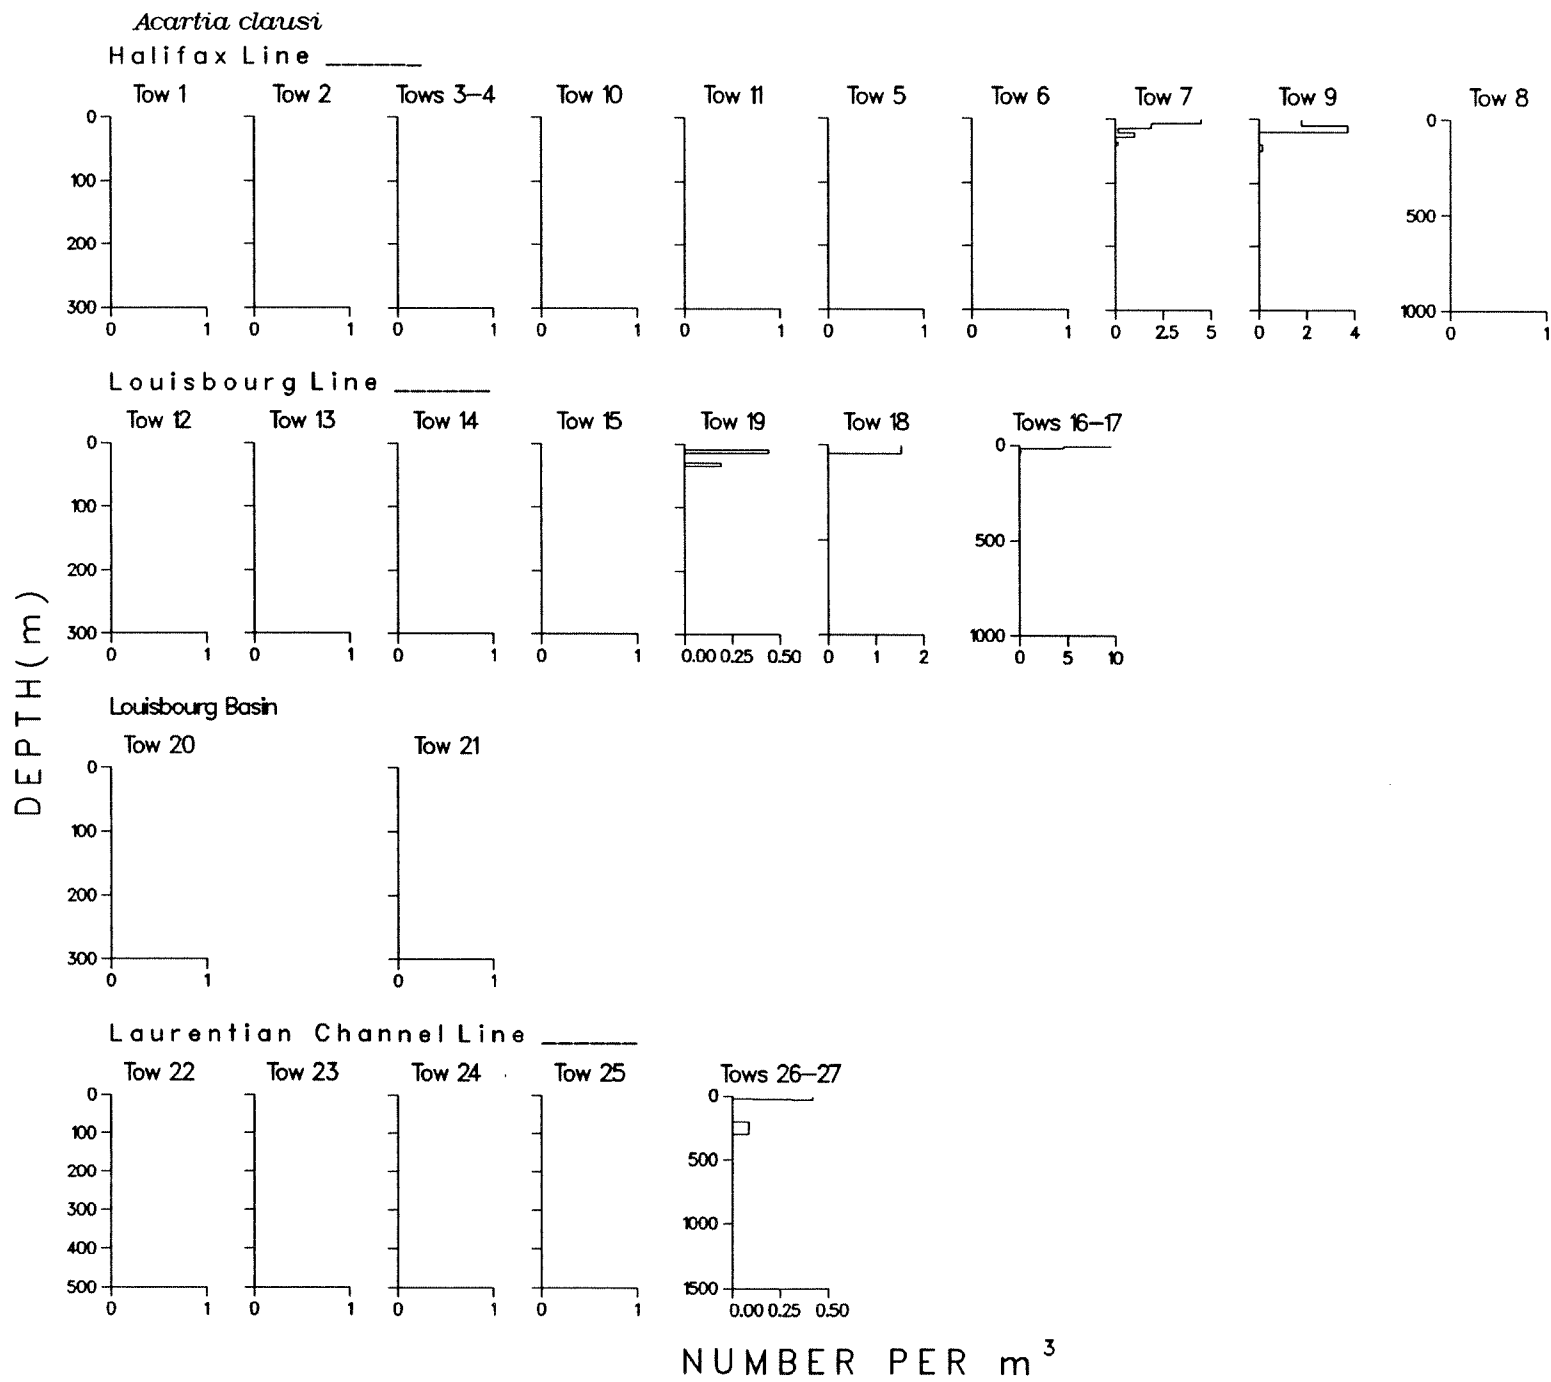 Acartia clausi
Halifax Line ______
Tow 1 Tow 2 Tows 3–4 Tow 10 Tow 11 Tow 5 Tow 6 Tow 7 Tow 9 Tow 8
0 0
100
200 500
300 1000
0 1 0 1 0 1 0 1 0 1 0 1 0 1 0 2.5 5 0 2 4 0 1
Louisbourg Line ______
Tow 12 Tow 13 Tow 14 Tow 15 Tow 19 Tow 18 Tows 16–17
0 0
100
200 500
300 1000
0 1 0 1 0 1 0 1 0.00 0.25 0.50 0 1 2 0 5 10
Louisbourg Basin
Tow 20 Tow 21
0
100
200
300
0 1 0 1
Laurentian Channel Line ______
Tow 22 Tow 23 Tow 24 Tow 25 Tows 26–27
0 0
100
200 500
300
400 1000
500 1500
0 1 0 1 0 1 0 1 0.00 0.25 0.50
DEPTH(m)
NUMBER PER m³